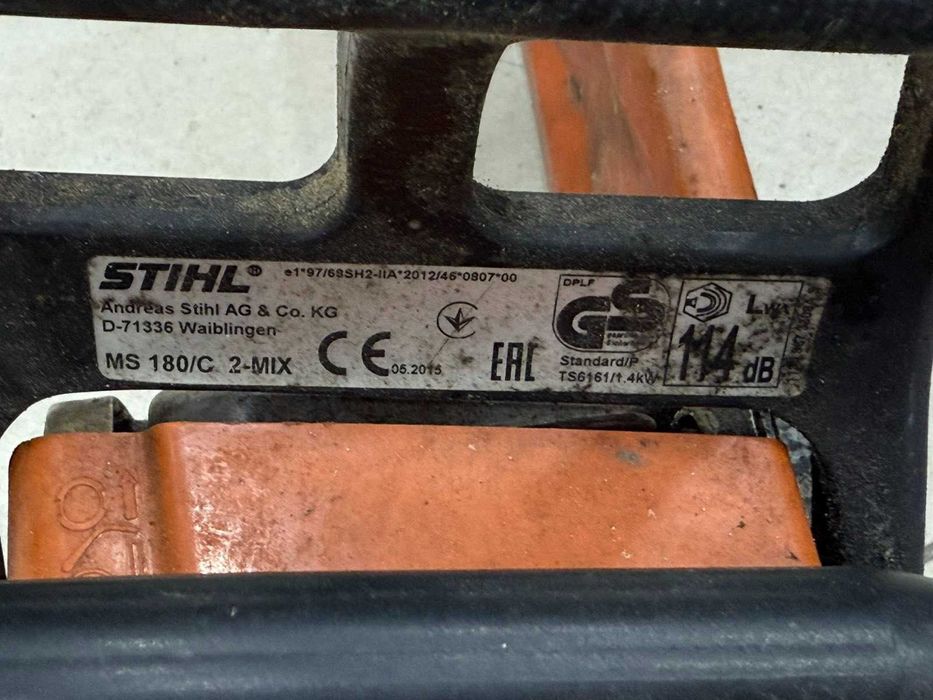 STIHL®
e1*97/68SH2-IIA*2012/46*0807*00
Andreas Stihl AG & Co. KG
D-71336 Waiblingen
MS 180/C 2-MIX
CE
05.2015
EAC
DPLF
GS
Standard/P
TS6161/1.4kW
LWA
114 dB